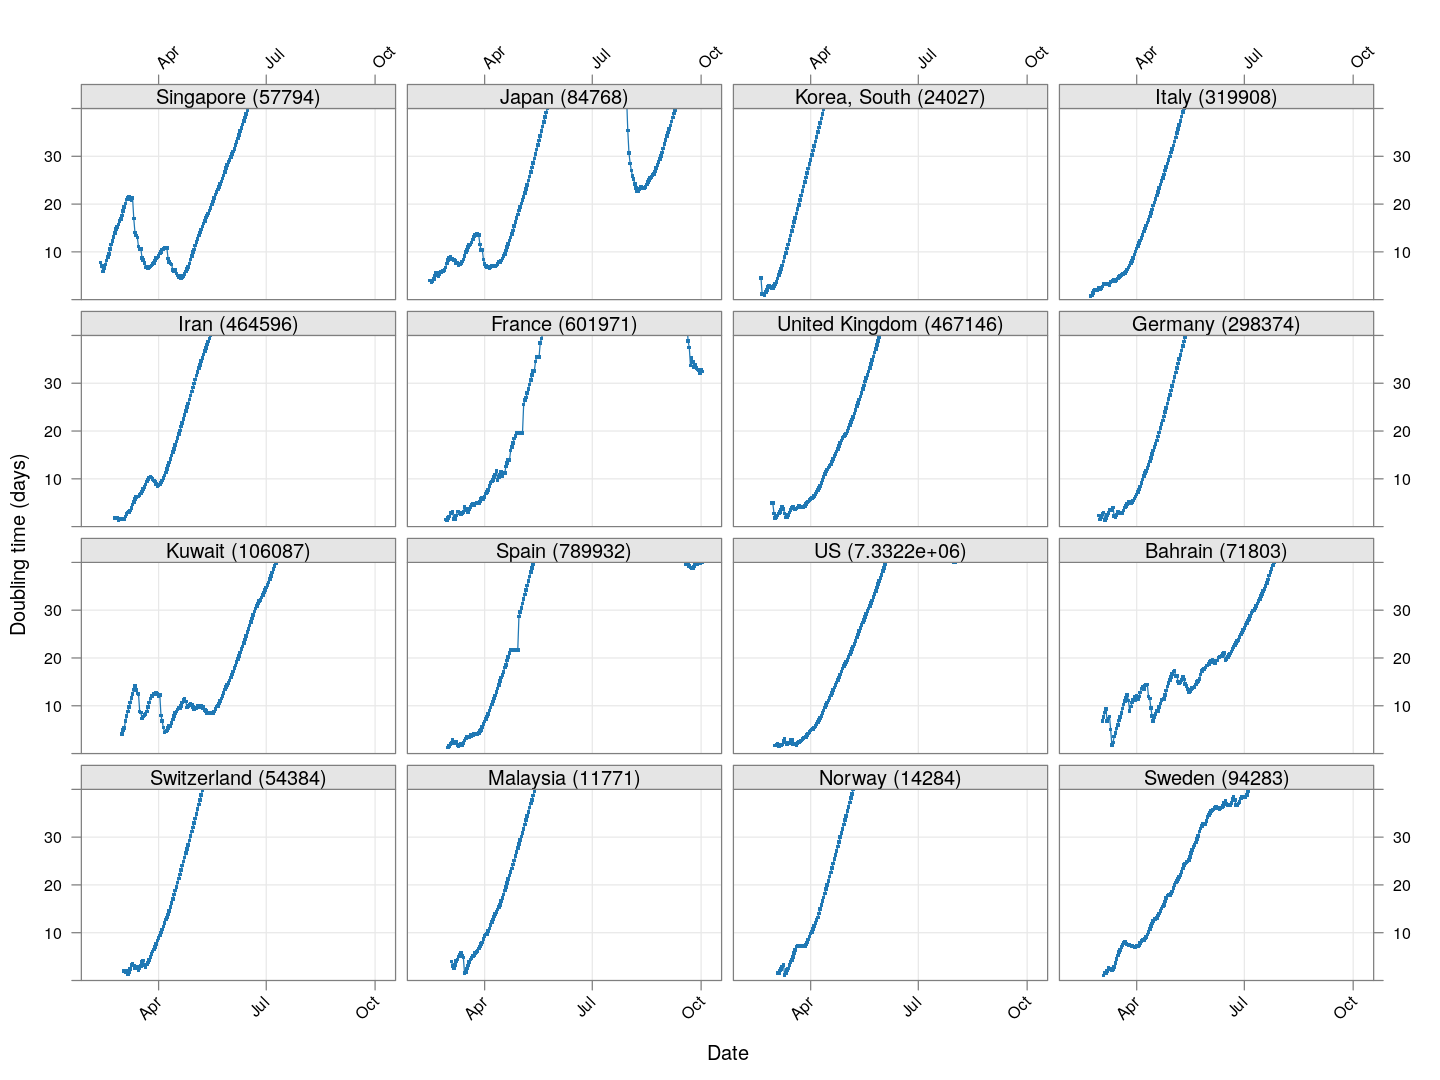 Apr Jul Oct Apr Jul Oct Apr Jul Oct Apr Jul Oct
Singapore (57794) Japan (84768) Korea, South (24027) Italy (319908)
30 30
20 20
10 10
Iran (464596) France (601971) United Kingdom (467146) Germany (298374)
30 30
20 20
10 10
Doubling time (days)
Kuwait (106087) Spain (789932) US (7.3322e+06) Bahrain (71803)
30 30
20 20
10 10
Switzerland (54384) Malaysia (11771) Norway (14284) Sweden (94283)
30 30
20 20
10 10
Apr Jul Oct Apr Jul Oct Apr Jul Oct Apr Jul Oct
Date